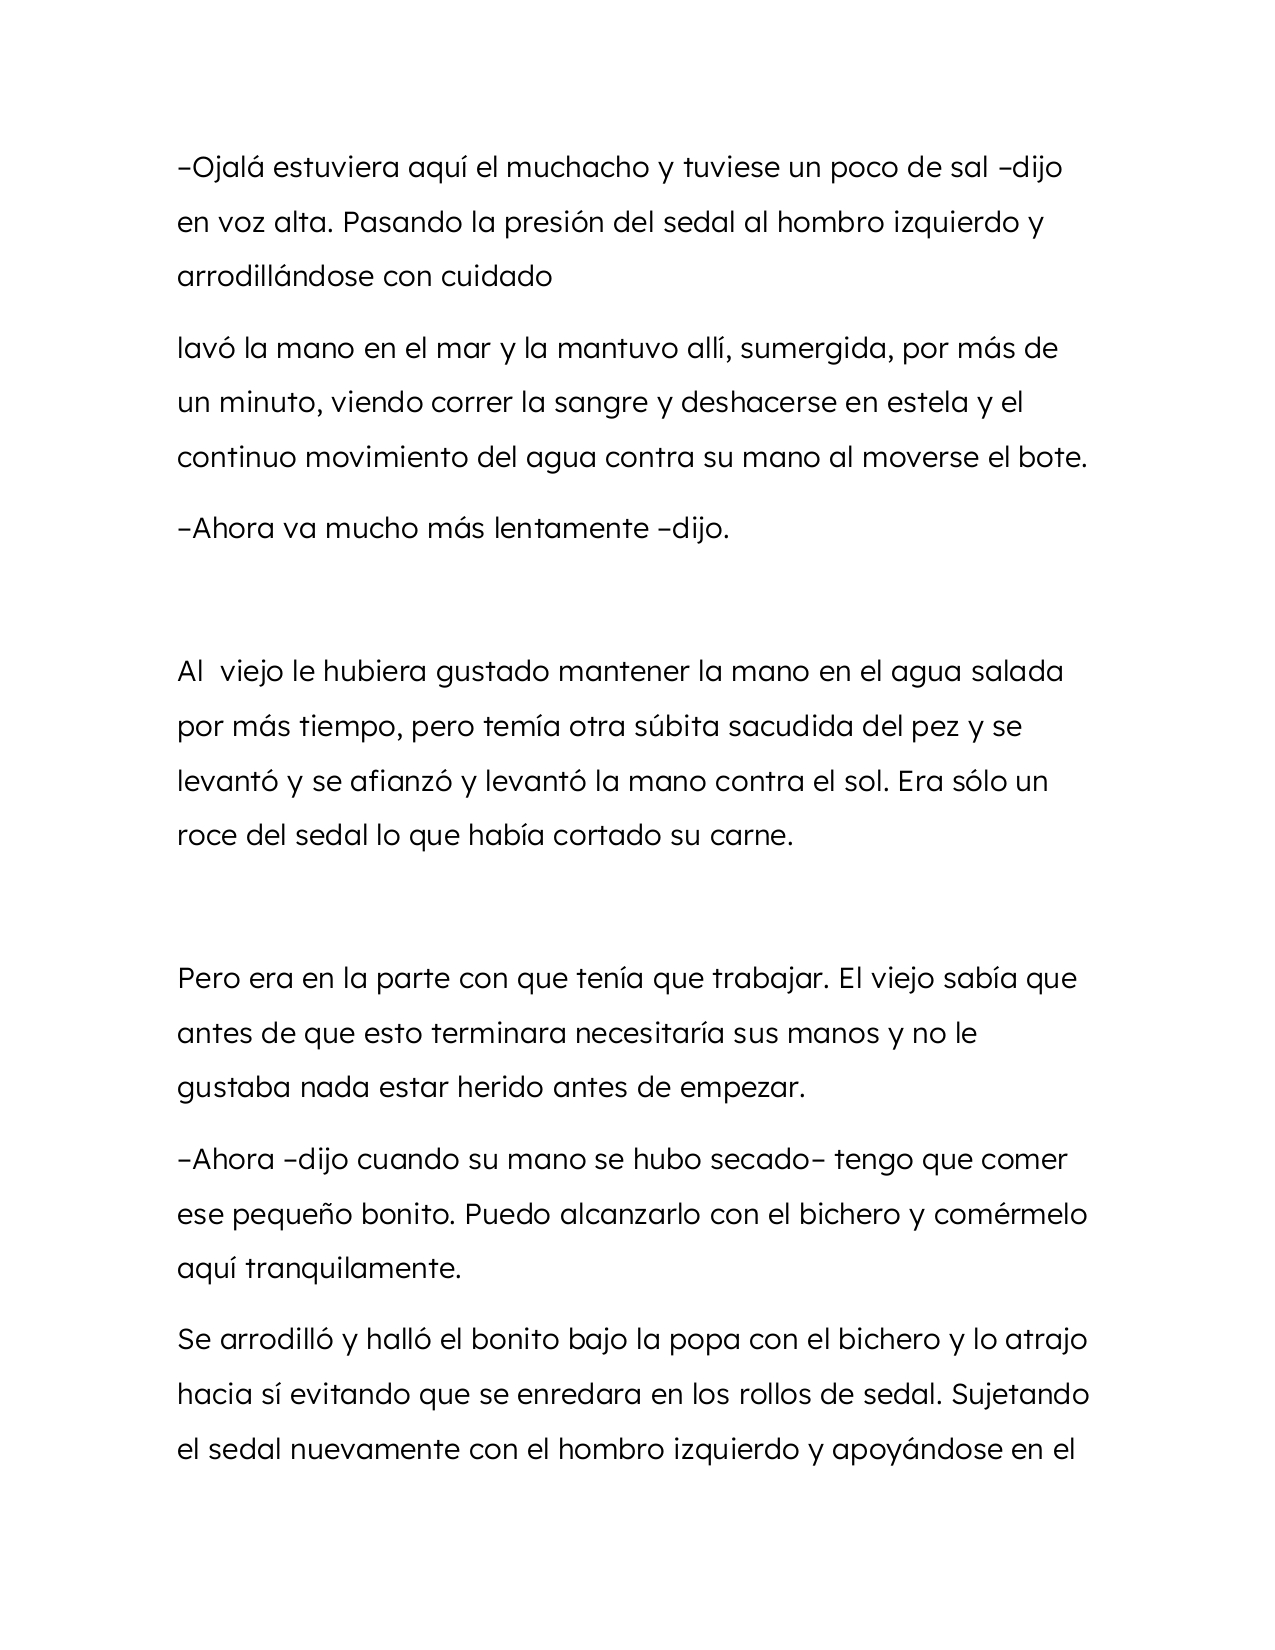 –Ojalá estuviera aquí el muchacho y tuviese un poco de sal –dijo
en voz alta. Pasando la presión del sedal al hombro izquierdo y
arrodillándose con cuidado
lavó la mano en el mar y la mantuvo allí, sumergida, por más de
un minuto, viendo correr la sangre y deshacerse en estela y el
continuo movimiento del agua contra su mano al moverse el bote.
–Ahora va mucho más lentamente –dijo.
Al  viejo le hubiera gustado mantener la mano en el agua salada
por más tiempo, pero temía otra súbita sacudida del pez y se
levantó y se afianzó y levantó la mano contra el sol. Era sólo un
roce del sedal lo que había cortado su carne.
Pero era en la parte con que tenía que trabajar. El viejo sabía que
antes de que esto terminara necesitaría sus manos y no le
gustaba nada estar herido antes de empezar.
–Ahora –dijo cuando su mano se hubo secado– tengo que comer
ese pequeño bonito. Puedo alcanzarlo con el bichero y comérmelo
aquí tranquilamente.
Se arrodilló y halló el bonito bajo la popa con el bichero y lo atrajo
hacia sí evitando que se enredara en los rollos de sedal. Sujetando
el sedal nuevamente con el hombro izquierdo y apoyándose en el